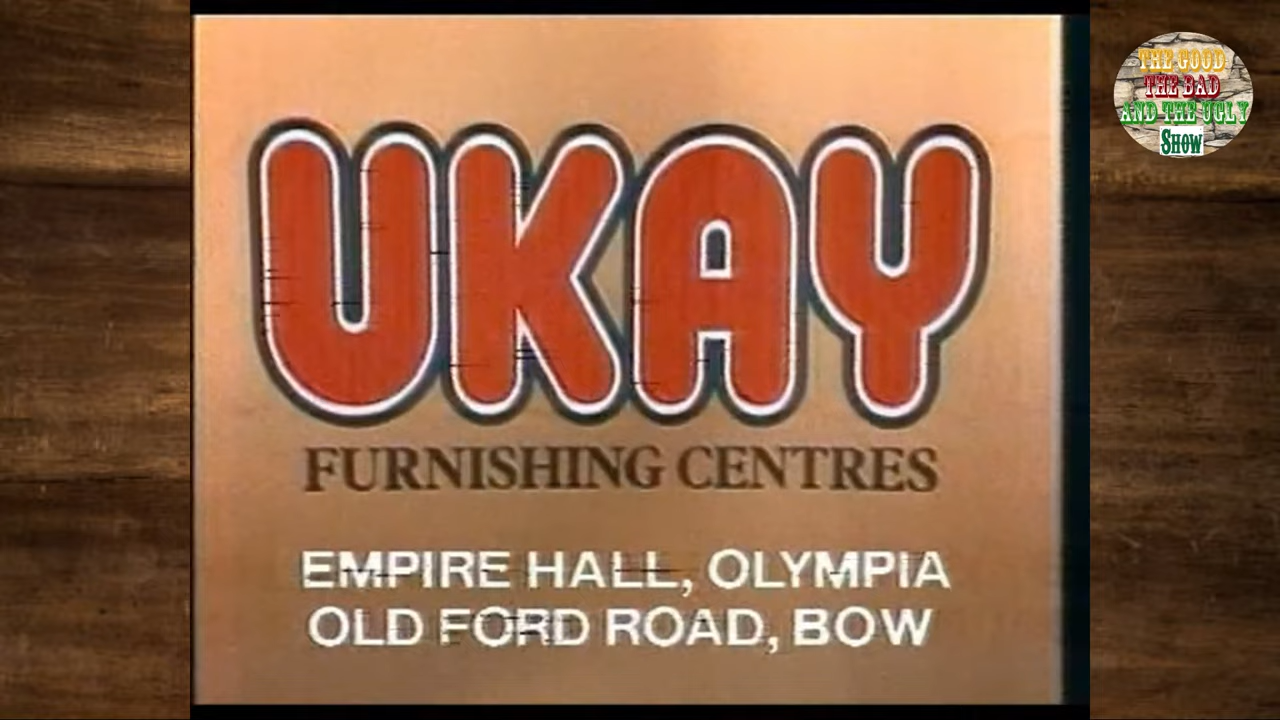 UKAY
FURNISHING CENTRES
EMPIRE HALL, OLYMPIA
OLD FORD ROAD, BOW
THE GOOD
THE BAD
AND THE UGLY
SHOW